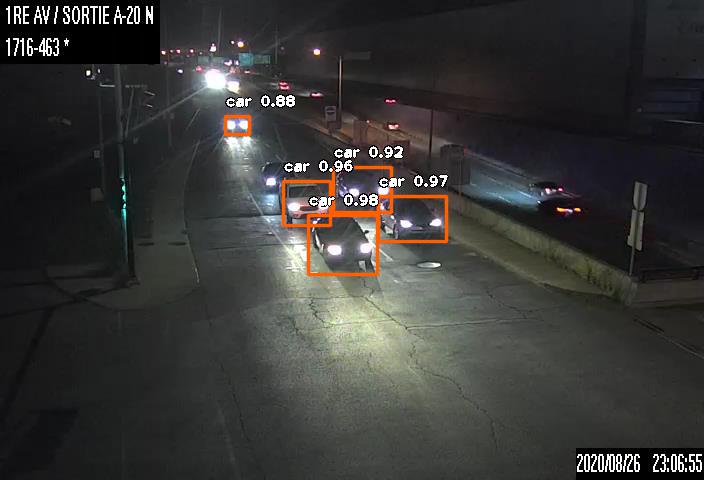 1RE AV / SORTIE A-20 N
1716-463 *
car 0.88
car 0.92
car 0.96
car 0.97
car 0.98
2020/08/26 23:06:55